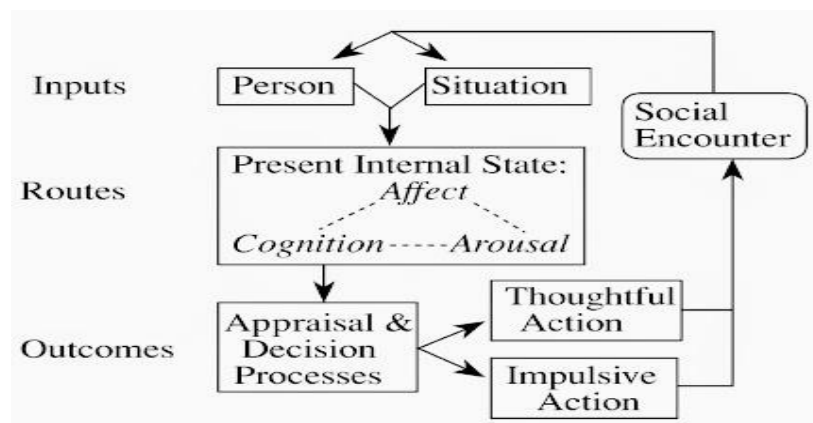 Inputs
Person
Situation
Social
Encounter
Routes
Present Internal State:
Affect
Cognition
Arousal
Outcomes
Appraisal &
Decision
Processes
Thoughtful
Action
Impulsive
Action